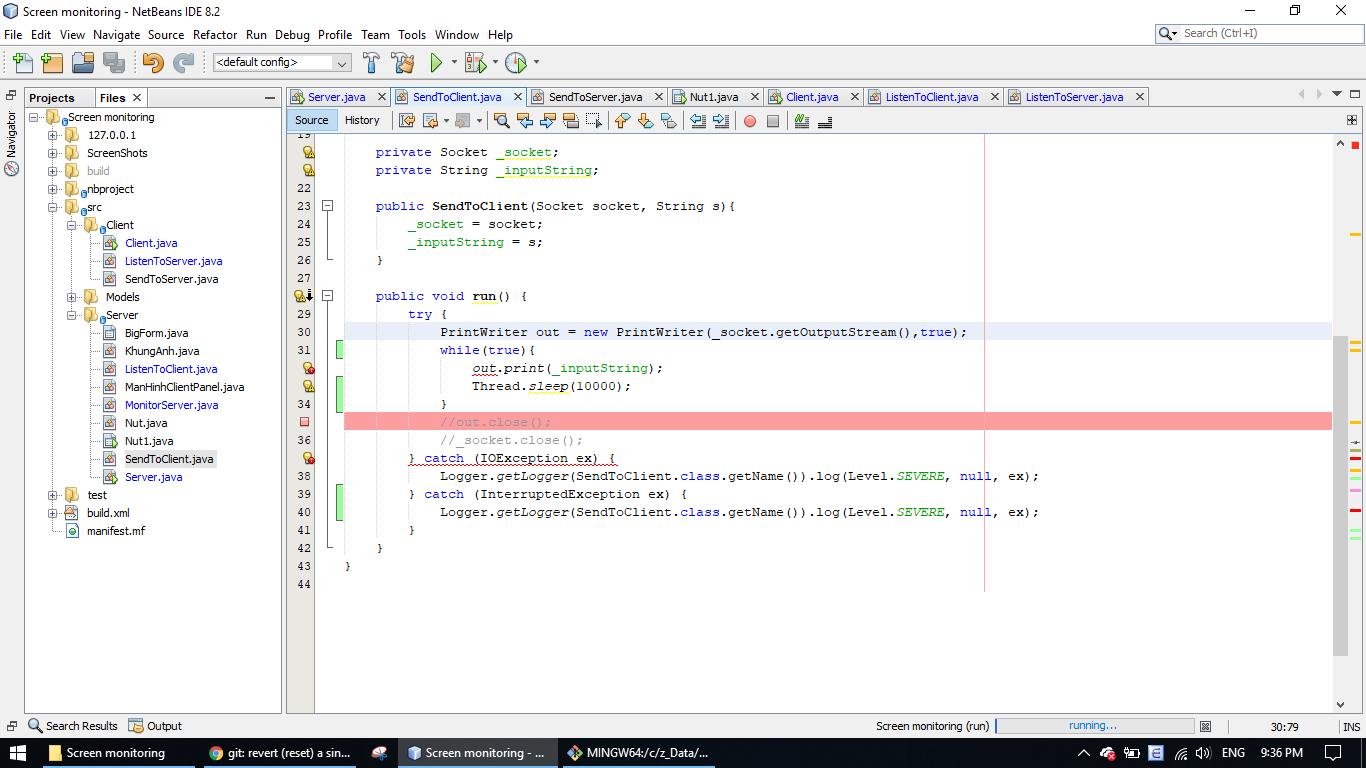 Screen monitoring - NetBeans IDE 8.2
File Edit View Navigate Source Refactor Run Debug Profile Team Tools Window Help
Search (Ctrl+I)
<default config>
Projects Files
Server.java SendToClient.java SendToServer.java Nut1.java Client.java ListenToClient.java ListenToServer.java
Navigator
Source History
Screen monitoring
127.0.0.1
ScreenShots
build
nbproject
src
Client
Client.java
ListenToServer.java
SendToServer.java
Models
Server
BigForm.java
KhungAnh.java
ListenToClient.java
ManHinhClientPanel.java
MonitorServer.java
Nut.java
Nut1.java
SendToClient.java
Server.java
test
build.xml
manifest.mf
19
private Socket _socket;
private String _inputString;
22
23 public SendToClient(Socket socket, String s){
24 _socket = socket;
25 _inputString = s;
26 }
27
public void run() {
29 try {
30 PrintWriter out = new PrintWriter(_socket.getOutputStream(),true);
31 while(true){
out.print(_inputString);
Thread.sleep(10000);
34 }
//out.close();
36 //_socket.close();
} catch (IOException ex) {
38 Logger.getLogger(SendToClient.class.getName()).log(Level.SEVERE, null, ex);
39 } catch (InterruptedException ex) {
40 Logger.getLogger(SendToClient.class.getName()).log(Level.SEVERE, null, ex);
41 }
42 }
43 }
44
Search Results Output
Screen monitoring (run) running... 30:79 INS
Screen monitoring git: revert (reset) a sin... Screen monitoring - ... MINGW64:/c/z_Data/... ENG 9:36 PM